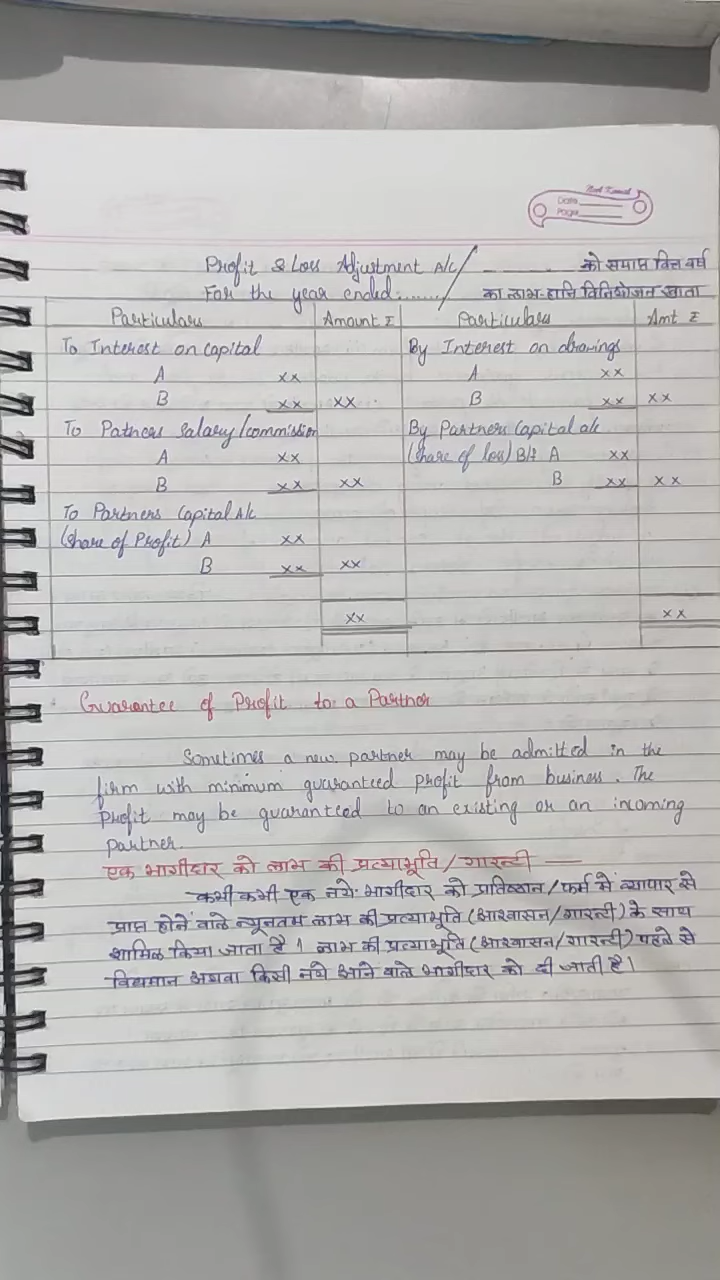 Date
Page
Profit & Loss Adjustment A/c/ ........ को समाप्त वित्त वर्ष
For the year ended......./ का लाभ-हानि विनियोजन खाता
Particulars Amount ₹ Particulars Amt ₹
To Interest on capital By Interest on drawings
A xx A xx
B xx xx B xx xx
To Patners Salary/commission By Partners Capital a/c
A xx (Share of loss) A xx
B xx xx B xx xx
To Partners Capital A/c
(Share of Profit) A xx
B xx xx
xx xx
Guarantee of Profit to a Partner
Sometimes a new partner may be admitted in the
firm with minimum guaranteed profit from business. The
Profit may be guaranteed to an existing or an incoming
partner.
एक भागीदार को लाभ की प्रत्याभूति/गारन्टी —
कभी कभी एक नये भागीदार को प्रतिष्ठान/फर्म में व्यापार से
प्राप्त होने वाले न्यूनतम लाभ की प्रत्याभूति (आश्वासन/गारन्टी) के साथ
शामिल किया जाता है । लाभ की प्रत्याभूति (आश्वासन/गारन्टी) पहले से
विद्यमान अथवा किसी नये आने वाले भागीदार को दी जाती है।